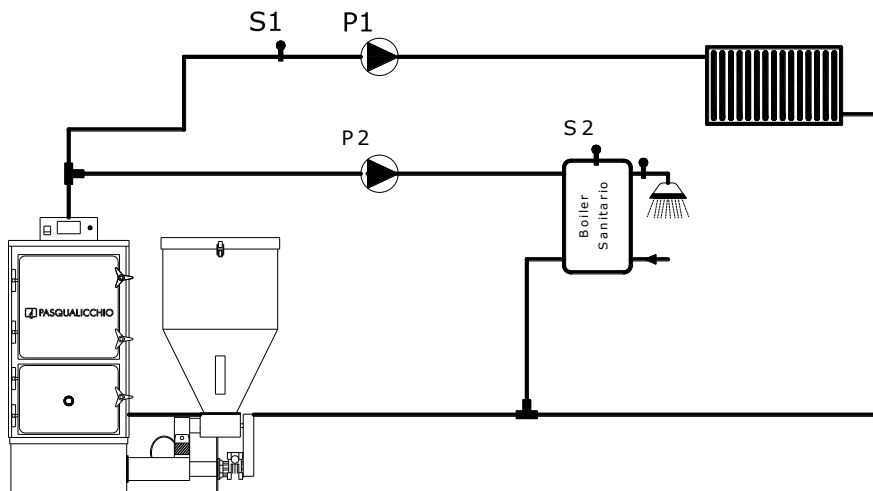 S1
P1
P2
S2
Boiler
Sanitario
PASQUALICCHIO